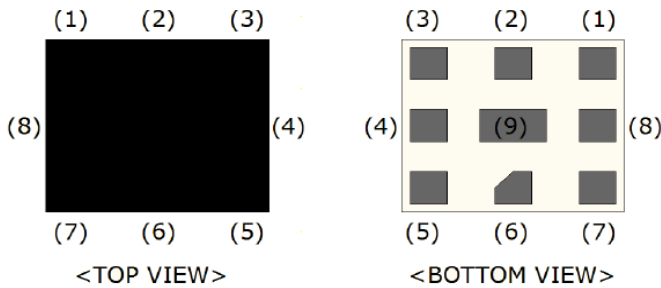 (1) (2) (3) (3) (2) (1)
(8) (4) (4) (9) (8)
(7) (6) (5) (5) (6) (7)
<TOP VIEW> <BOTTOM VIEW>